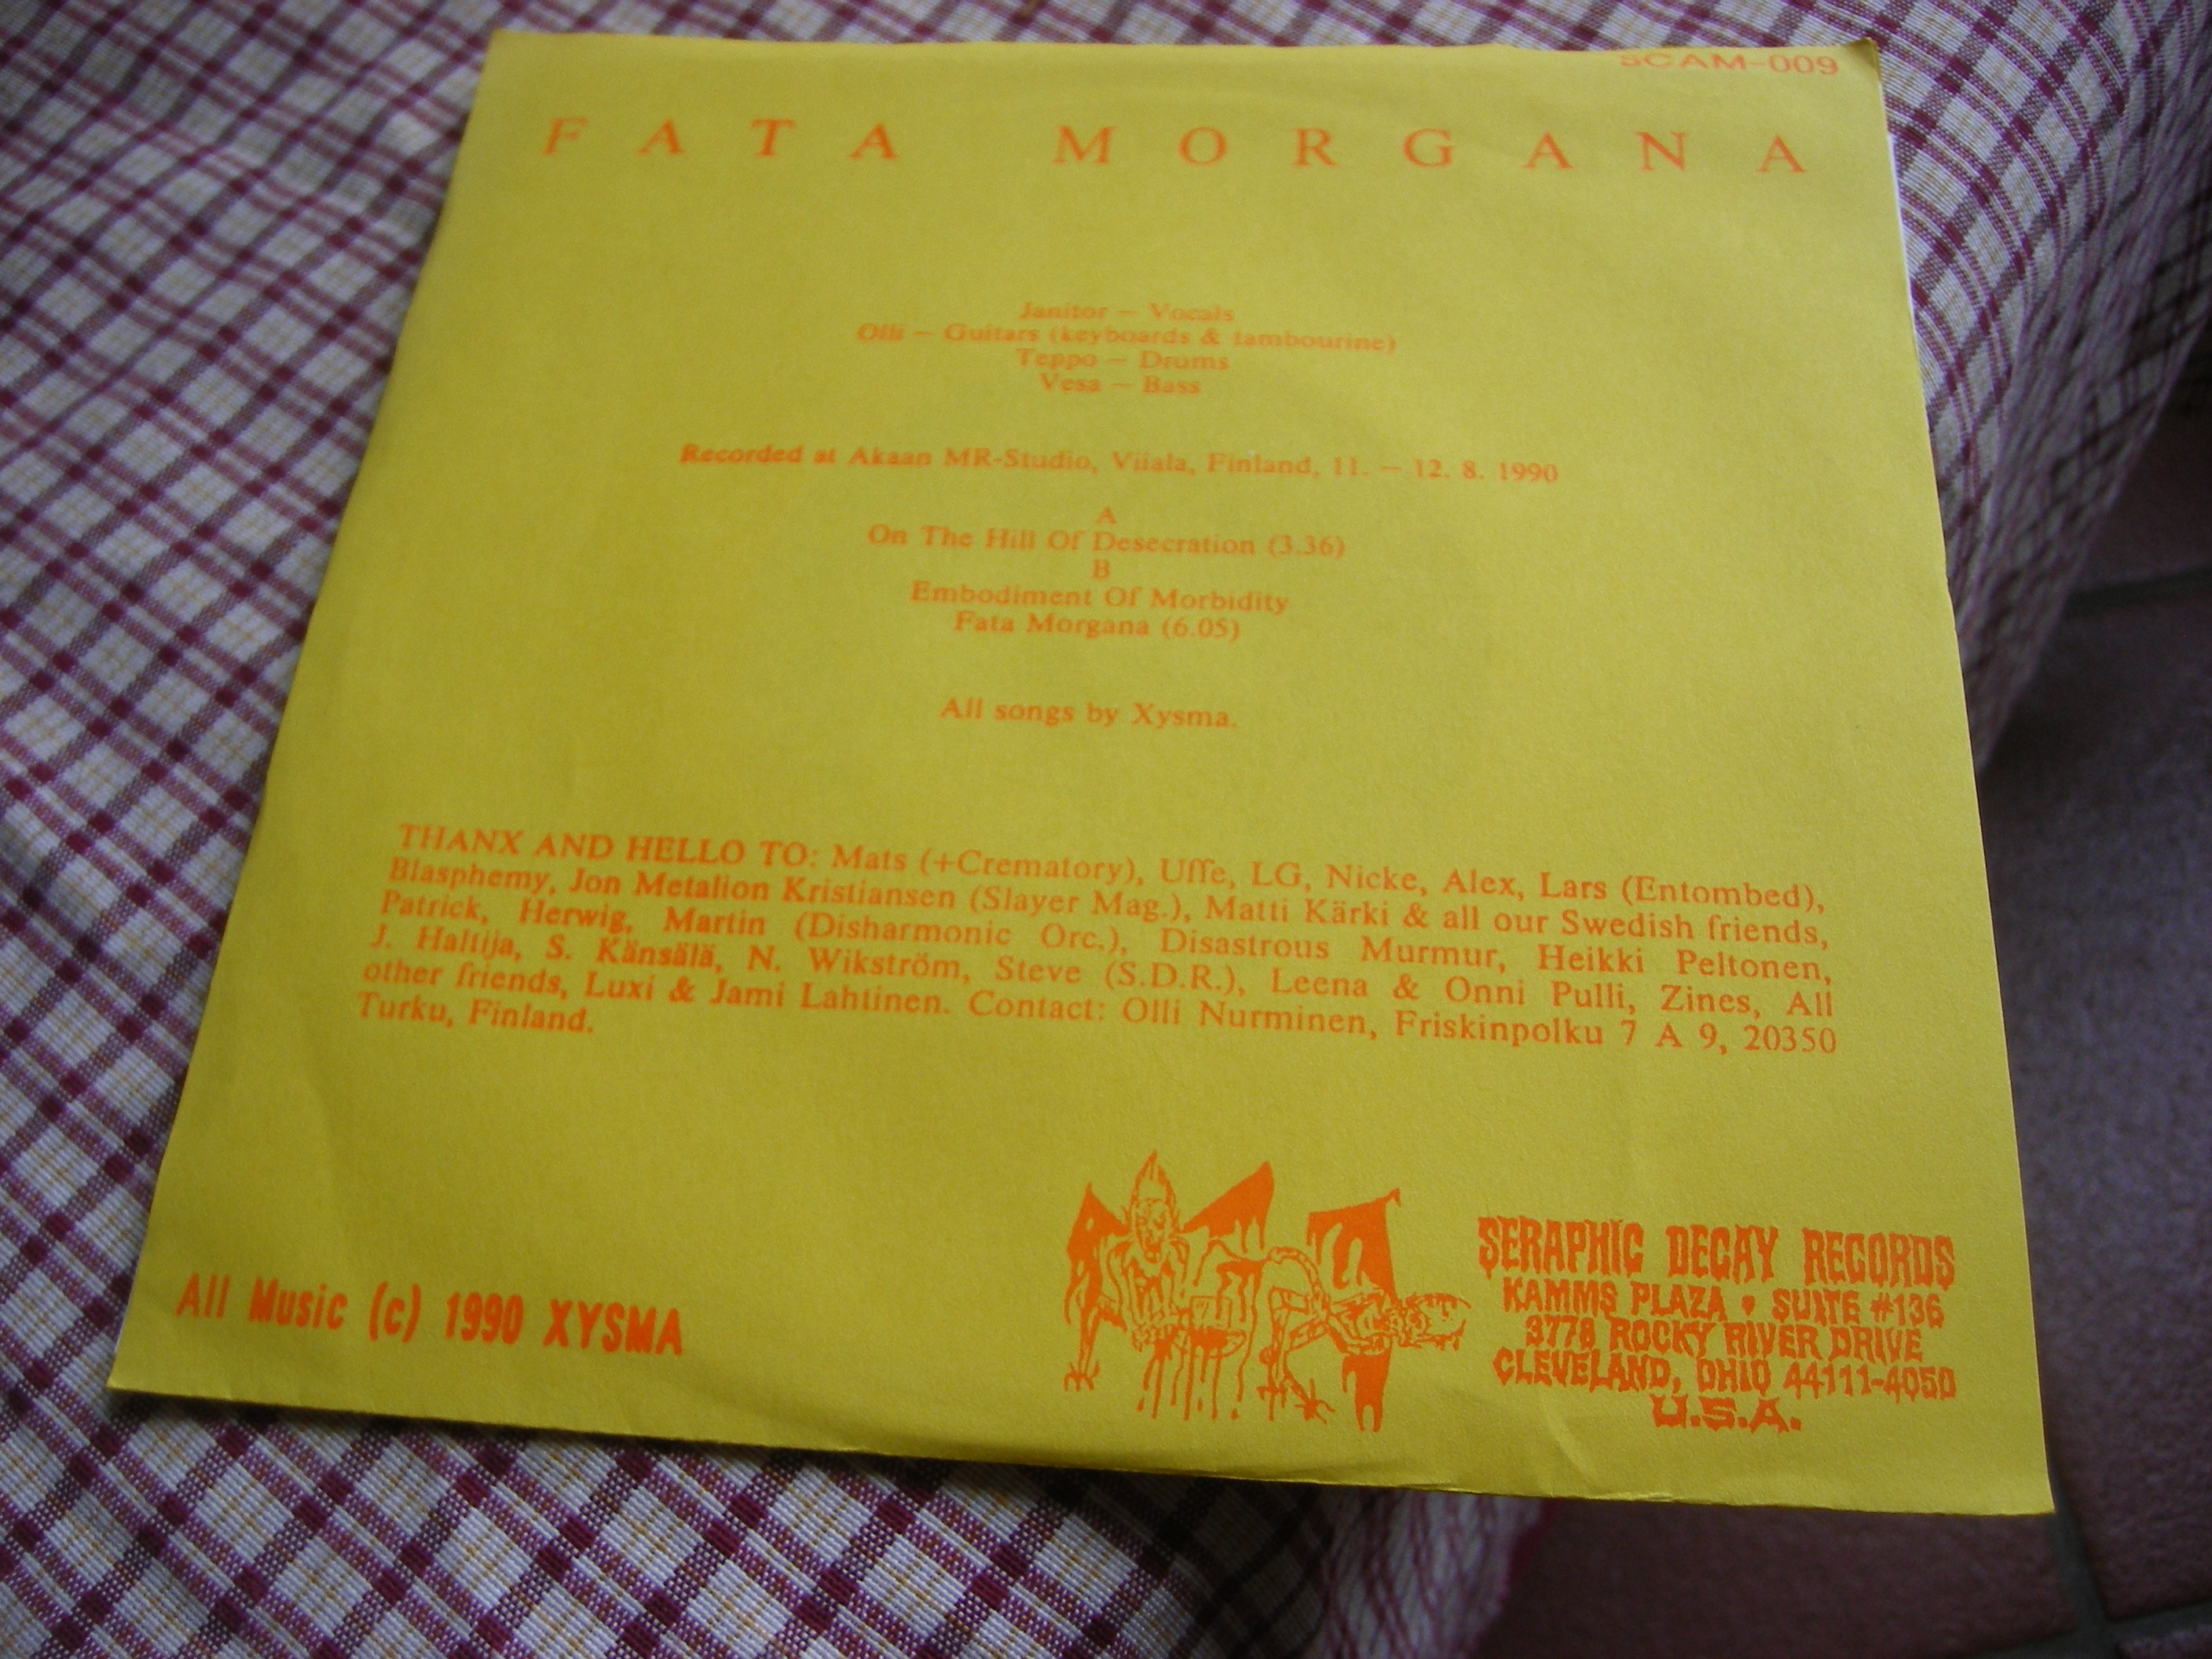 SCAM-009
FATA MORGANA
Janitor — Vocals
Olli — Guitars (keyboards & tambourine)
Teppo — Drums
Vesa — Bass
Recorded at Akaan MR-Studio, Viiala, Finland, 11. — 12. 8. 1990
A
On The Hill Of Desecration (3.36)
B
Embodiment Of Morbidity
Fata Morgana (6.05)
All songs by Xysma.
THANX AND HELLO TO: Mats (+Crematory), Uffe, LG, Nicke, Alex, Lars (Entombed),
Blasphemy, Jon Metalion Kristiansen (Slayer Mag.), Matti Kärki & all our Swedish friends,
Patrick, Herwig, Martin (Disharmonic Orc.), Disastrous Murmur, Heikki Peltonen,
J. Haltija, S. Känsälä, N. Wikström, Steve (S.D.R.), Leena & Onni Pulli, Zines, All
other friends, Luxi & Jami Lahtinen. Contact: Olli Nurminen, Friskinpolku 7 A 9, 20350
Turku, Finland.
All Music (c) 1990 XYSMA
SERAPHIC DECAY RECORDS
KAMMS PLAZA • SUITE #136
3778 ROCKY RIVER DRIVE
CLEVELAND, OHIO 44111-4050
U.S.A.